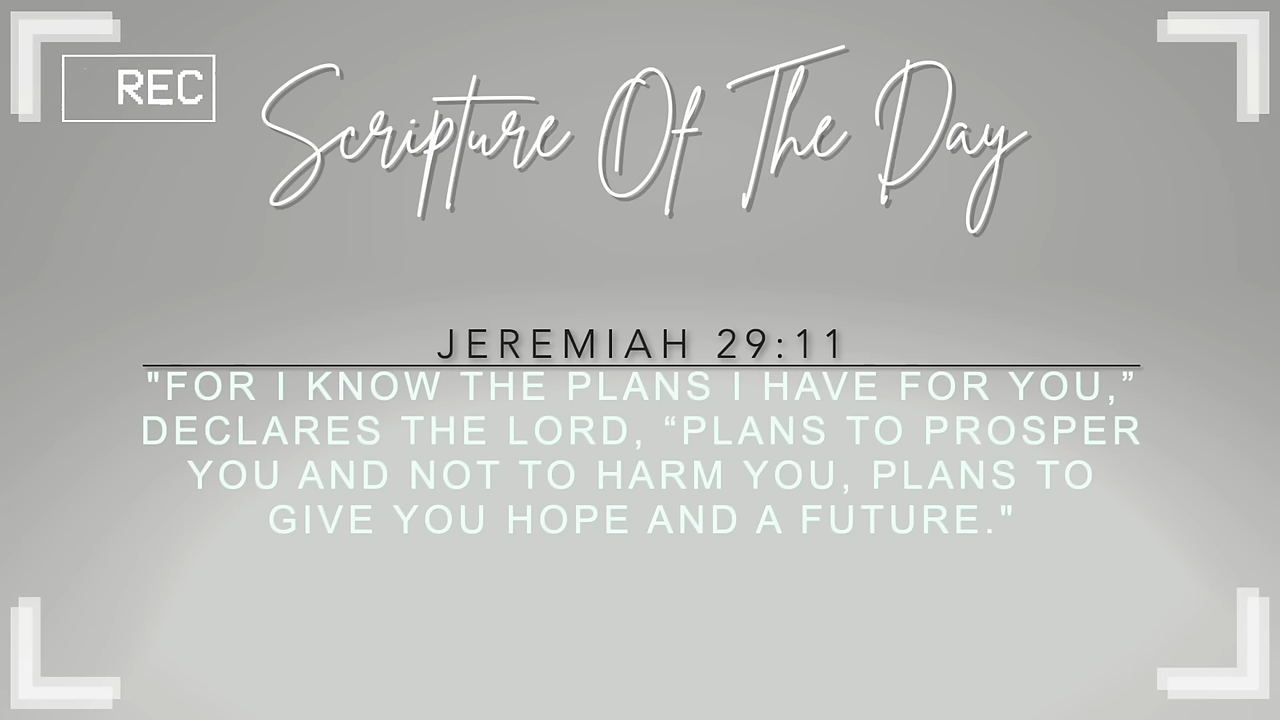 REC
Scripture Of The Day
JEREMIAH 29:11
"FOR I KNOW THE PLANS I HAVE FOR YOU,”
DECLARES THE LORD, “PLANS TO PROSPER
YOU AND NOT TO HARM YOU, PLANS TO
GIVE YOU HOPE AND A FUTURE."